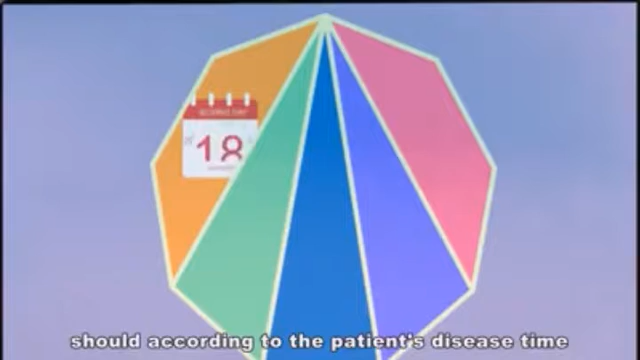 18
should according to the patient's disease time